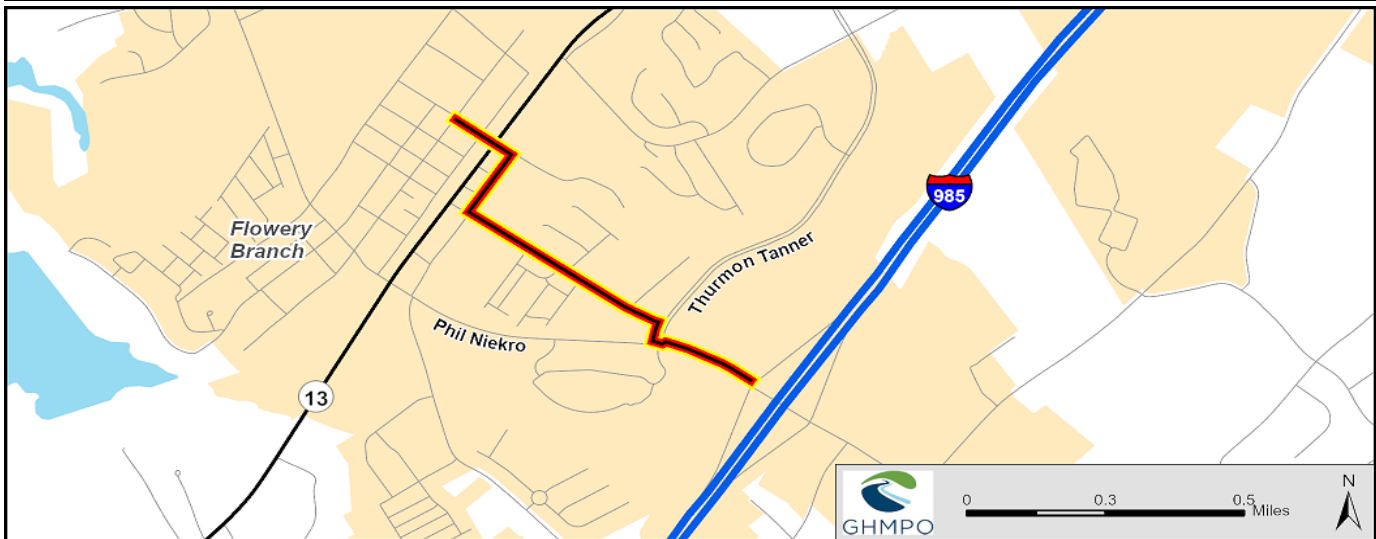 985
Flowery
Branch
Thurmon Tanner
Phil Niekro
13
N
0 0.3 0.5 Miles
GHMPO